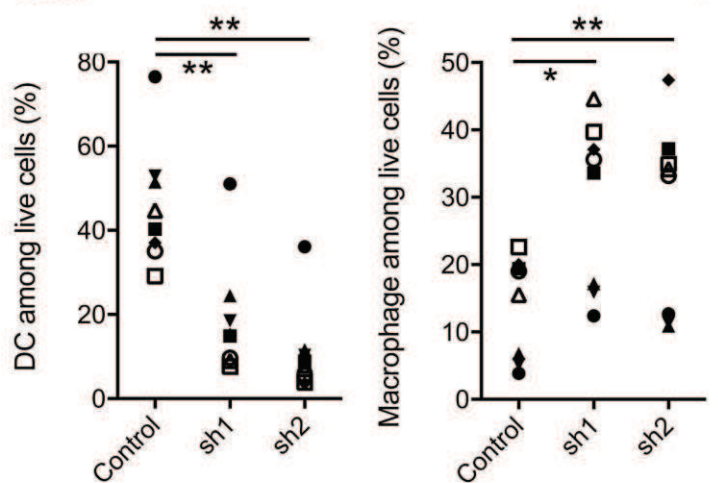 DC among live cells (%)
80
60
40
20
0
**
**
Control
sh1
sh2
Macrophage among live cells (%)
50
40
30
20
10
0
**
*
Control
sh1
sh2